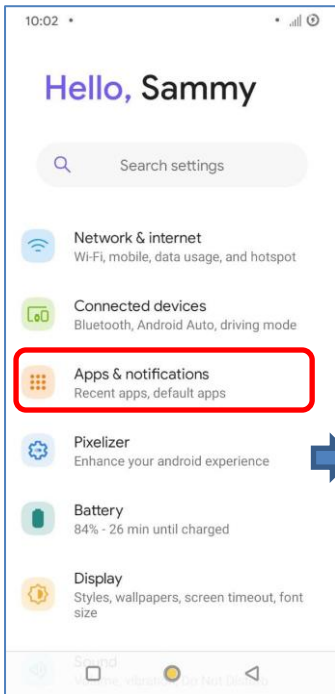 10:02
Hello, Sammy
Search settings
Network & internet
Wi-Fi, mobile, data usage, and hotspot
Connected devices
Bluetooth, Android Auto, driving mode
Apps & notifications
Recent apps, default apps
Pixelizer
Enhance your android experience
Battery
84% - 26 min until charged
Display
Styles, wallpapers, screen timeout, font
size
Sound